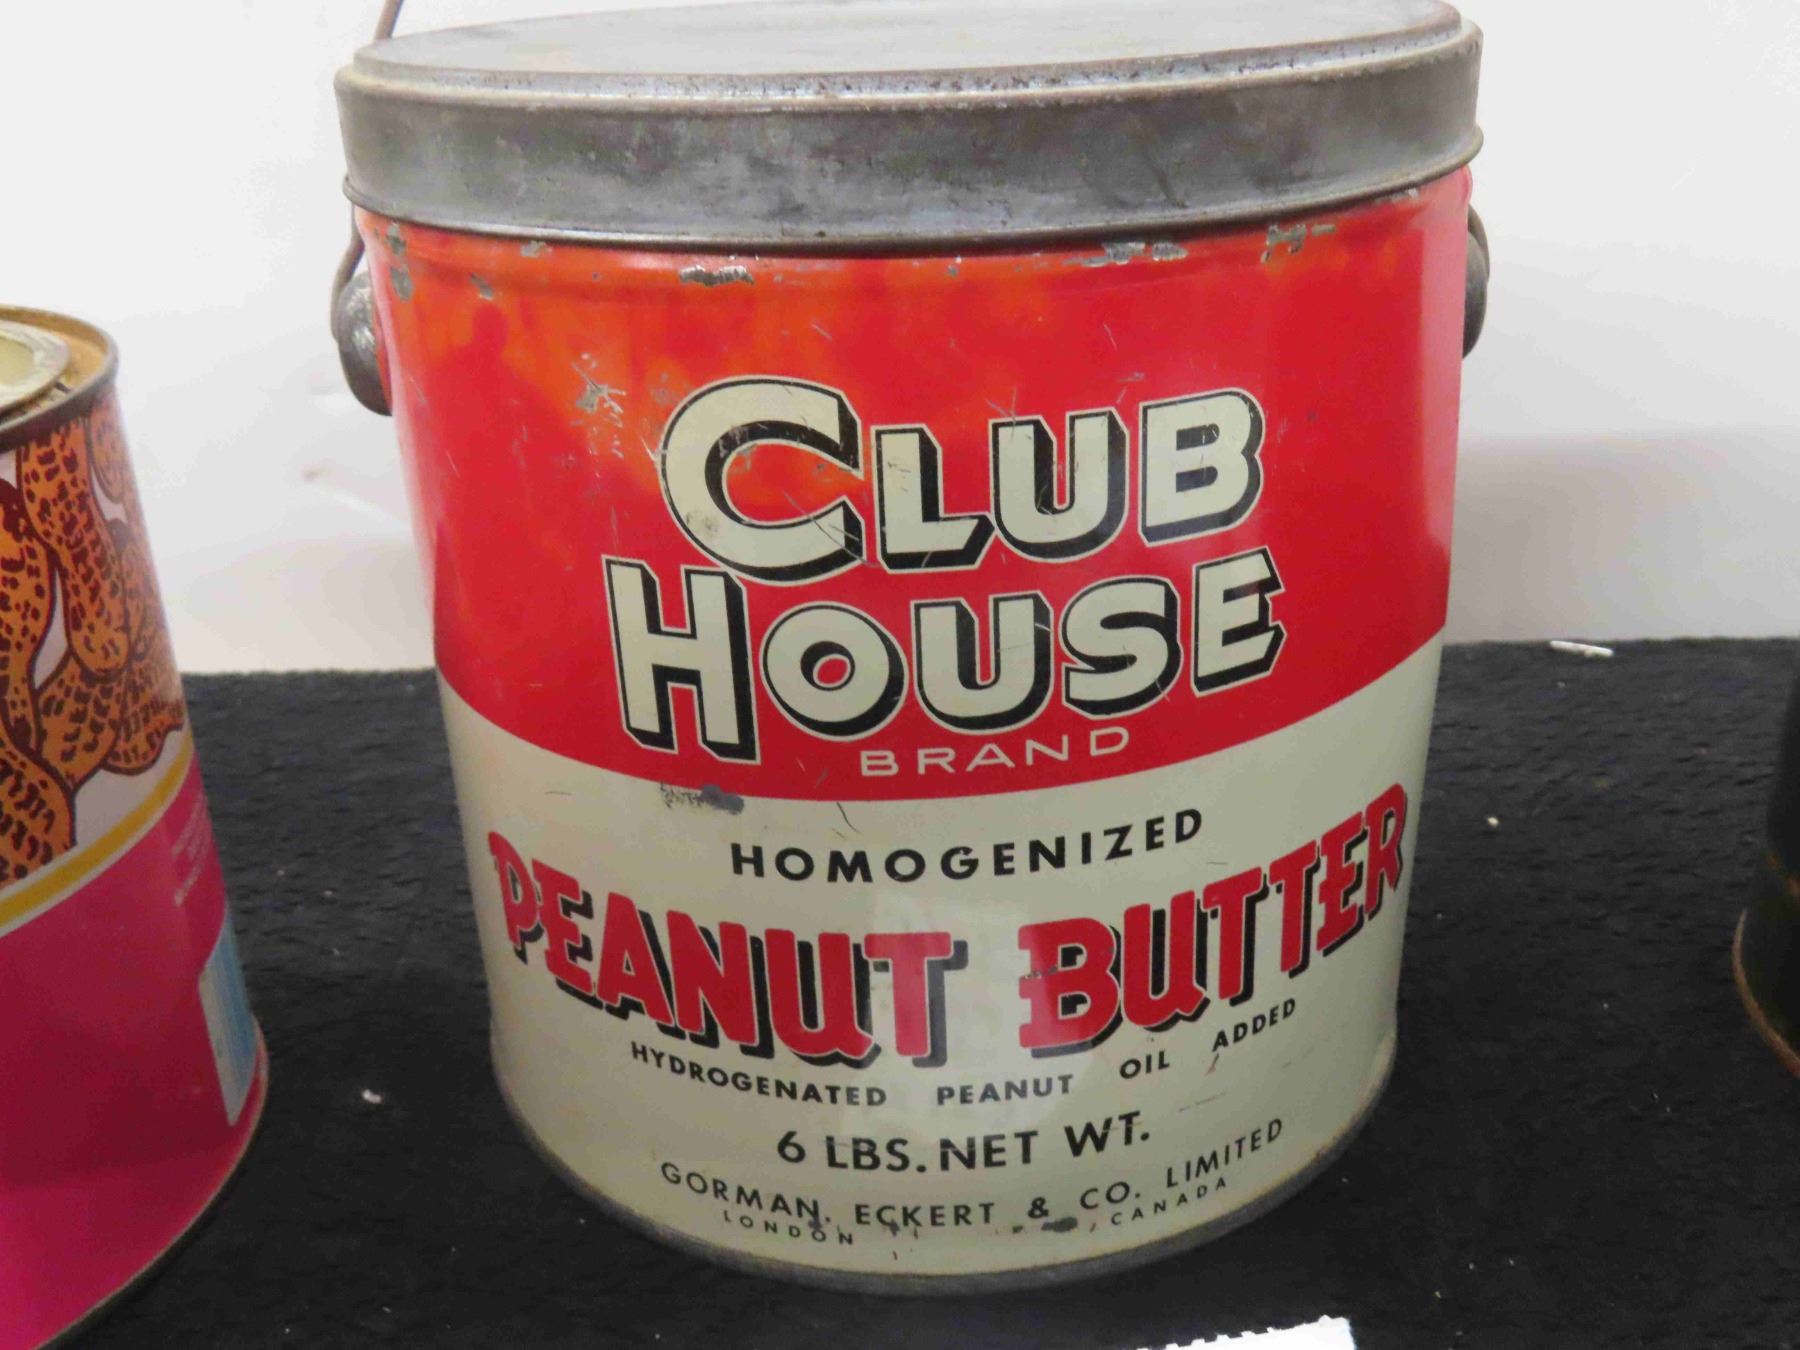 CLUB
HOUSE
BRAND
HOMOGENIZED
PEANUT BUTTER
HYDROGENATED PEANUT OIL ADDED
6 LBS. NET WT.
GORMAN, ECKERT & CO. LIMITED
LONDON , CANADA